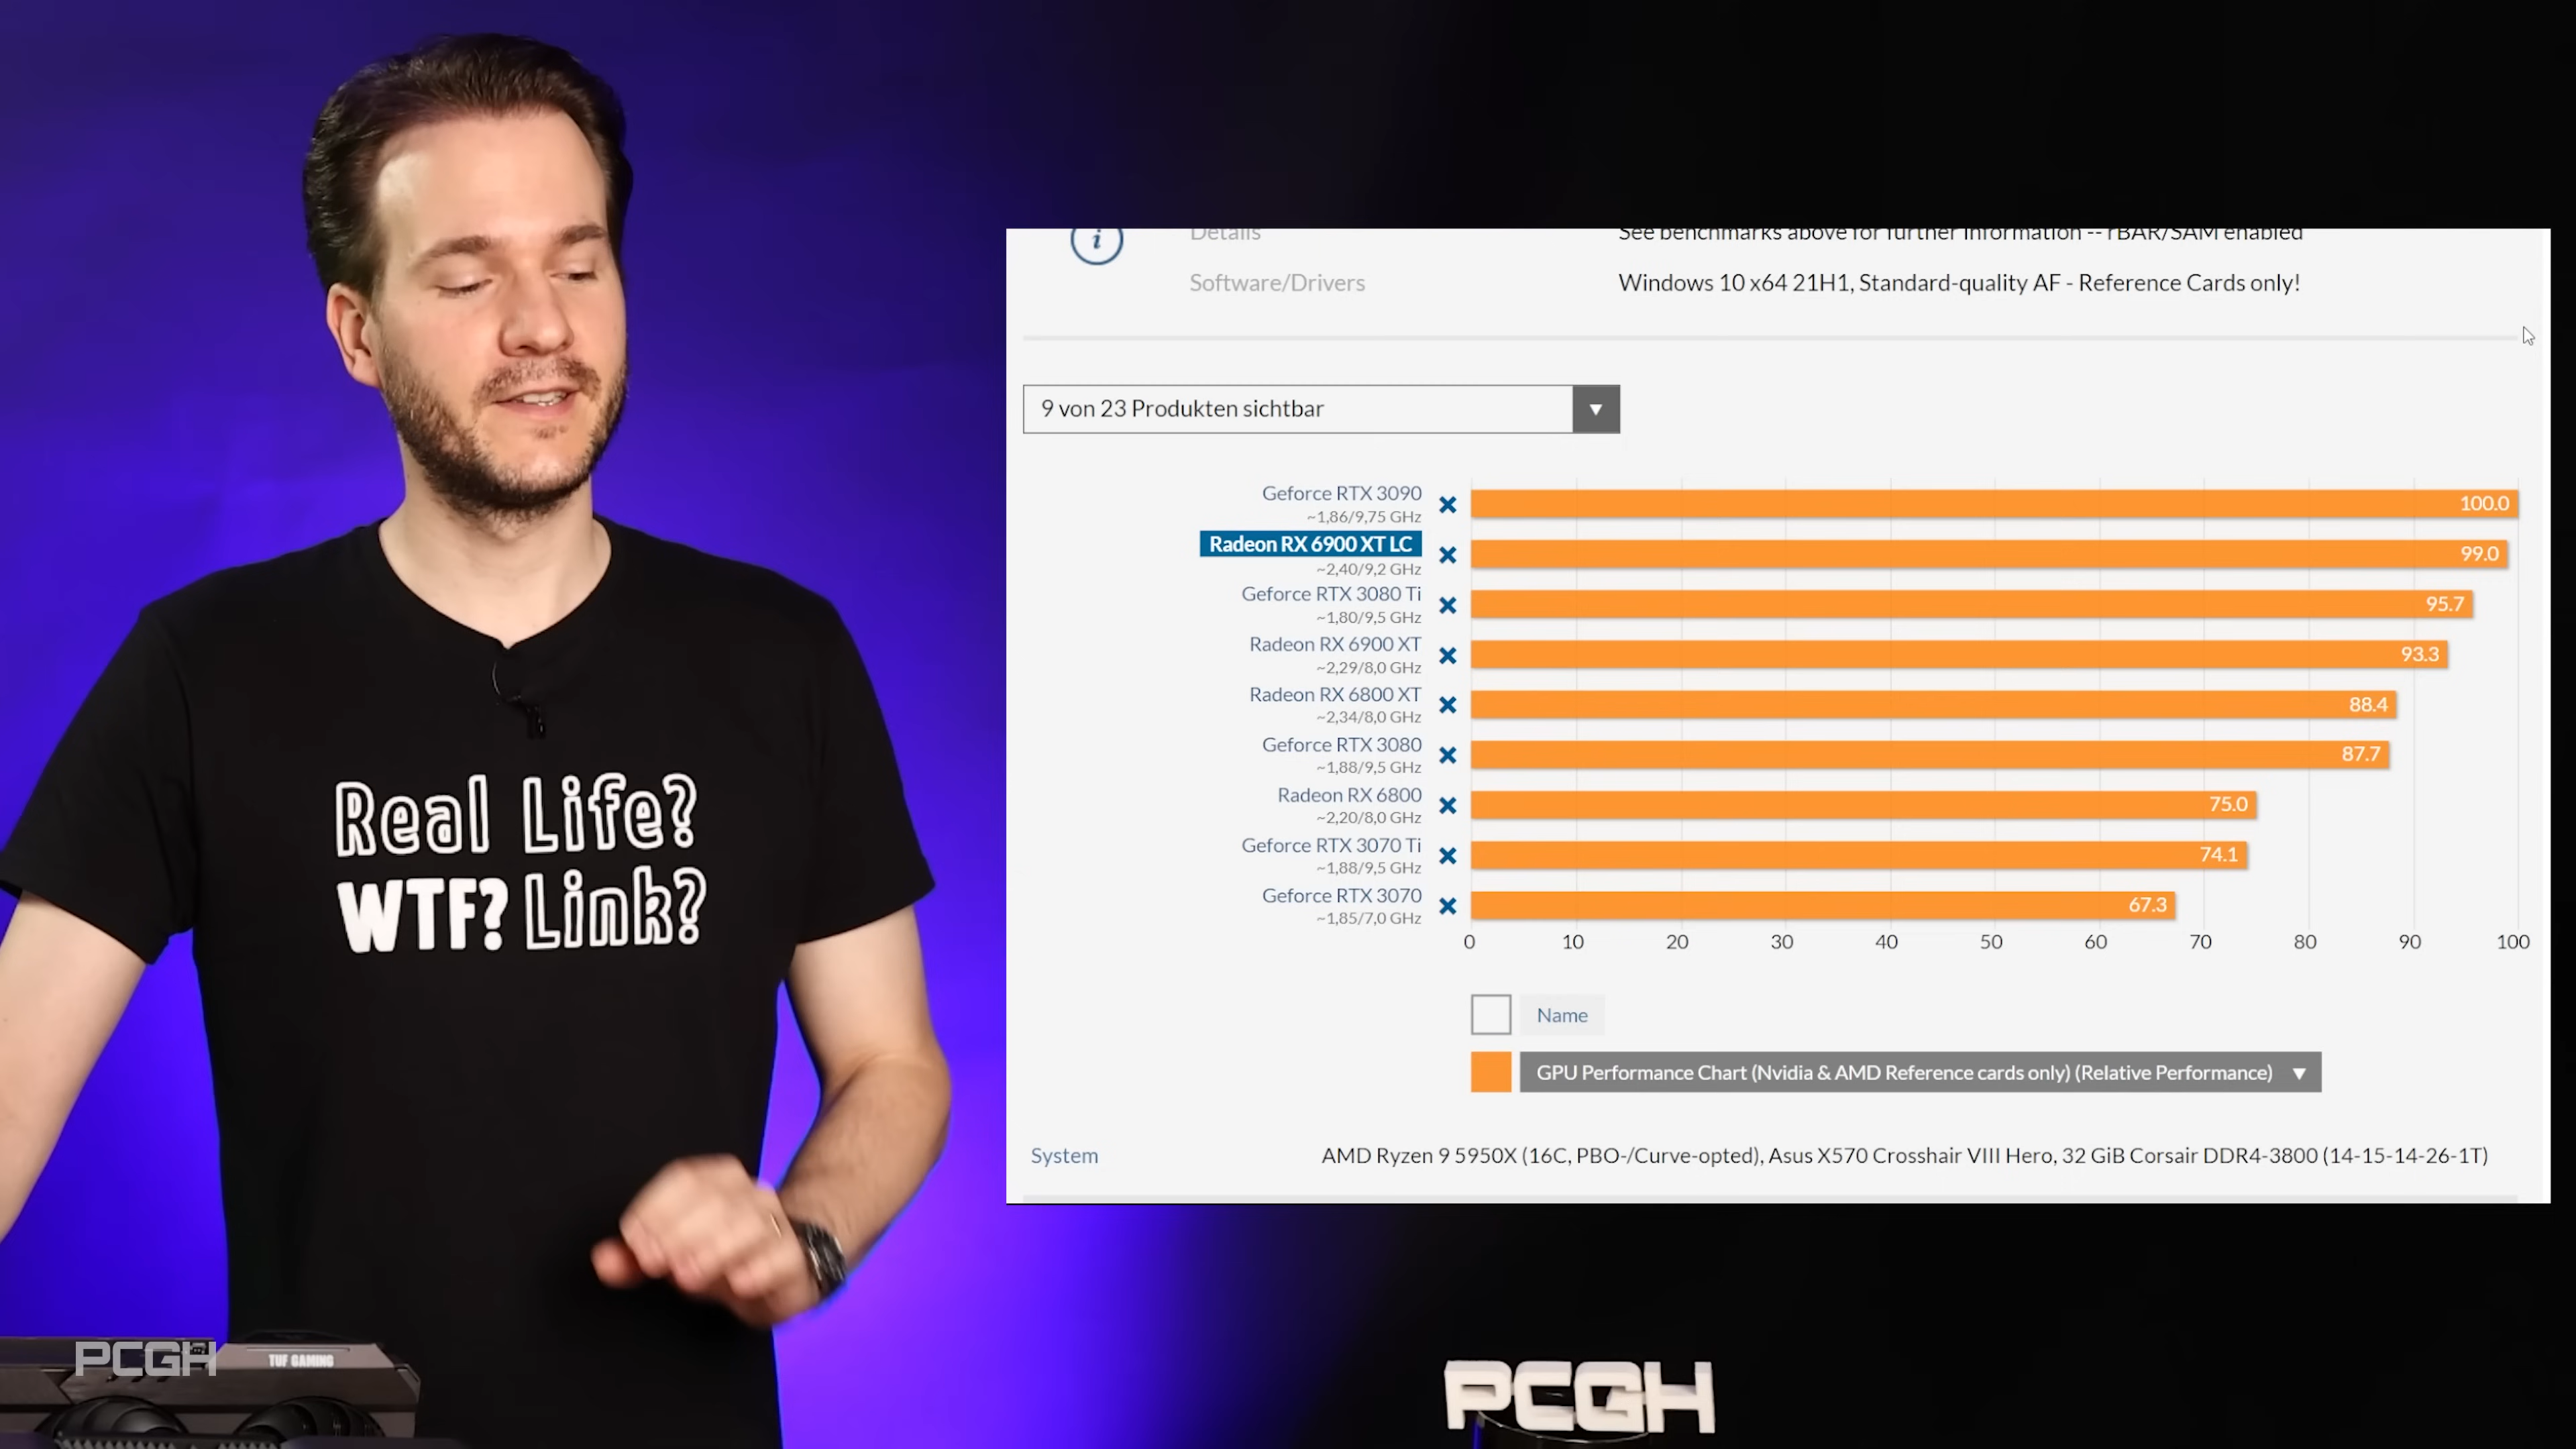 Real Life?
WTF? Link?
PCGH
TUF GAMING
PCGH
i
Details
See benchmarks above for further information -- rBAR/SAM enabled
Software/Drivers
Windows 10 x64 21H1, Standard-quality AF - Reference Cards only!
9 von 23 Produkten sichtbar
Geforce RTX 3090
~1,86/9,75 GHz
100.0
Radeon RX 6900 XT LC
~2,40/9,2 GHz
99.0
Geforce RTX 3080 Ti
~1,80/9,5 GHz
95.7
Radeon RX 6900 XT
~2,29/8,0 GHz
93.3
Radeon RX 6800 XT
~2,34/8,0 GHz
88.4
Geforce RTX 3080
~1,88/9,5 GHz
87.7
Radeon RX 6800
~2,20/8,0 GHz
75.0
Geforce RTX 3070 Ti
~1,88/9,5 GHz
74.1
Geforce RTX 3070
~1,85/7,0 GHz
67.3
0 10 20 30 40 50 60 70 80 90 100
Name
GPU Performance Chart (Nvidia & AMD Reference cards only) (Relative Performance)
System
AMD Ryzen 9 5950X (16C, PBO-/Curve-opted), Asus X570 Crosshair VIII Hero, 32 GiB Corsair DDR4-3800 (14-15-14-26-1T)